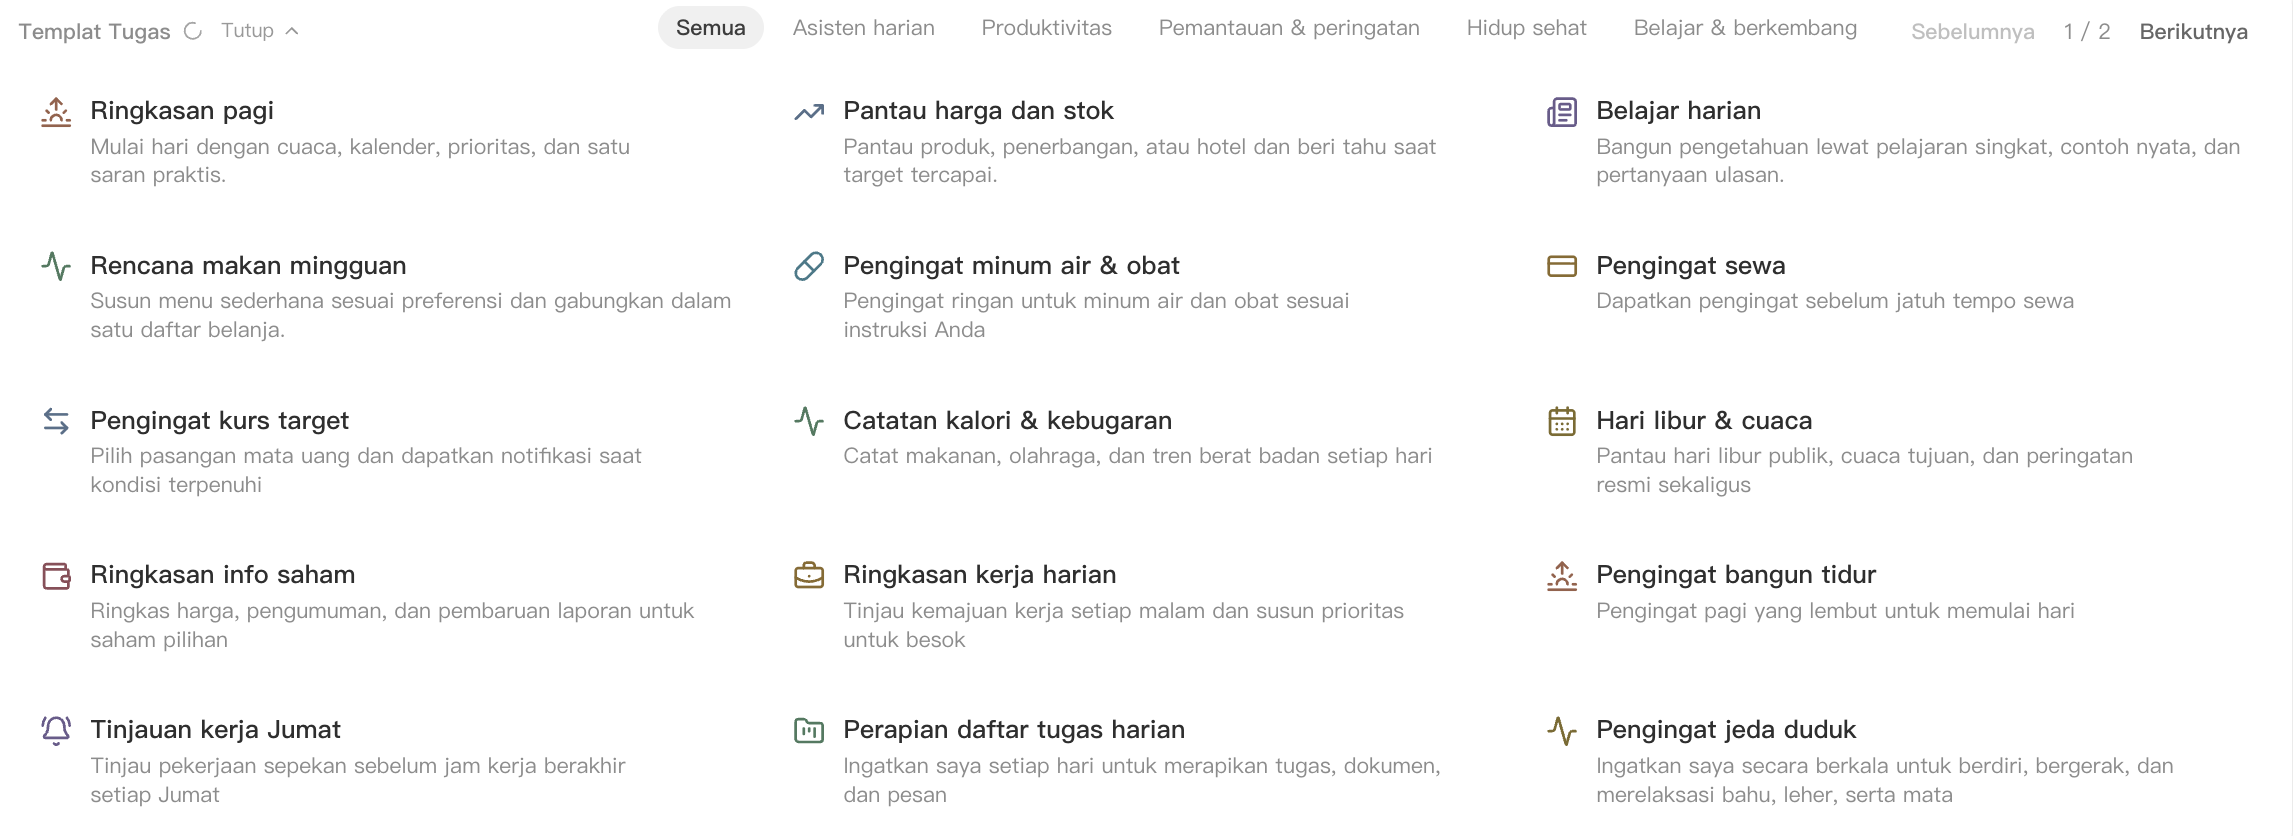 Templat Tugas Tutup
Semua Asisten harian Produktivitas Pemantauan & peringatan Hidup sehat Belajar & berkembang Sebelumnya 1 / 2 Berikutnya
Ringkasan pagi
Mulai hari dengan cuaca, kalender, prioritas, dan satu
saran praktis.
Pantau harga dan stok
Pantau produk, penerbangan, atau hotel dan beri tahu saat
target tercapai.
Belajar harian
Bangun pengetahuan lewat pelajaran singkat, contoh nyata, dan
pertanyaan ulasan.
Rencana makan mingguan
Susun menu sederhana sesuai preferensi dan gabungkan dalam
satu daftar belanja.
Pengingat minum air & obat
Pengingat ringan untuk minum air dan obat sesuai
instruksi Anda
Pengingat sewa
Dapatkan pengingat sebelum jatuh tempo sewa
Pengingat kurs target
Pilih pasangan mata uang dan dapatkan notifikasi saat
kondisi terpenuhi
Catatan kalori & kebugaran
Catat makanan, olahraga, dan tren berat badan setiap hari
Hari libur & cuaca
Pantau hari libur publik, cuaca tujuan, dan peringatan
resmi sekaligus
Ringkasan info saham
Ringkas harga, pengumuman, dan pembaruan laporan untuk
saham pilihan
Ringkasan kerja harian
Tinjau kemajuan kerja setiap malam dan susun prioritas
untuk besok
Pengingat bangun tidur
Pengingat pagi yang lembut untuk memulai hari
Tinjauan kerja Jumat
Tinjau pekerjaan sepekan sebelum jam kerja berakhir
setiap Jumat
Perapian daftar tugas harian
Ingatkan saya setiap hari untuk merapikan tugas, dokumen,
dan pesan
Pengingat jeda duduk
Ingatkan saya secara berkala untuk berdiri, bergerak, dan
merelaksasi bahu, leher, serta mata